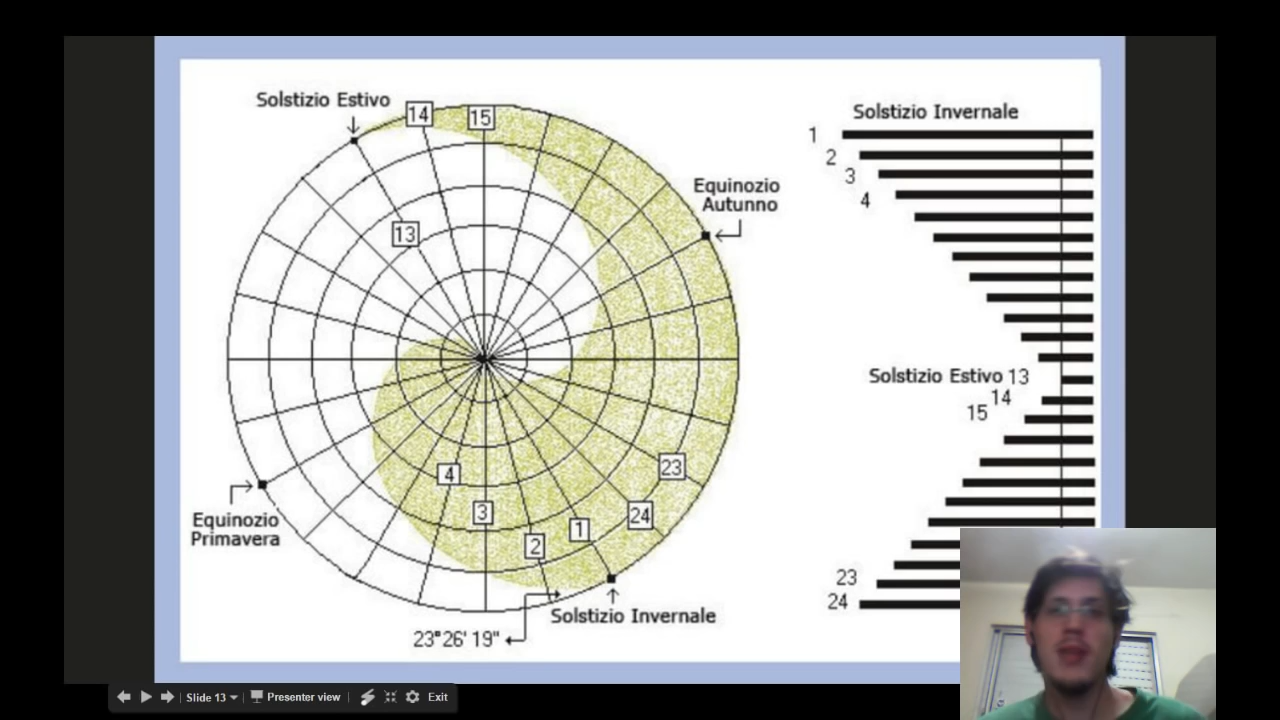 Solstizio Estivo
14
15
13
Equinozio
Autunno
Equinozio
Primavera
4
3
2
1
24
23
Solstizio Invernale
23°26' 19"
Solstizio Invernale
1
2
3
4
Solstizio Estivo 13
14
15
23
24
Slide 13
Presenter view
Exit